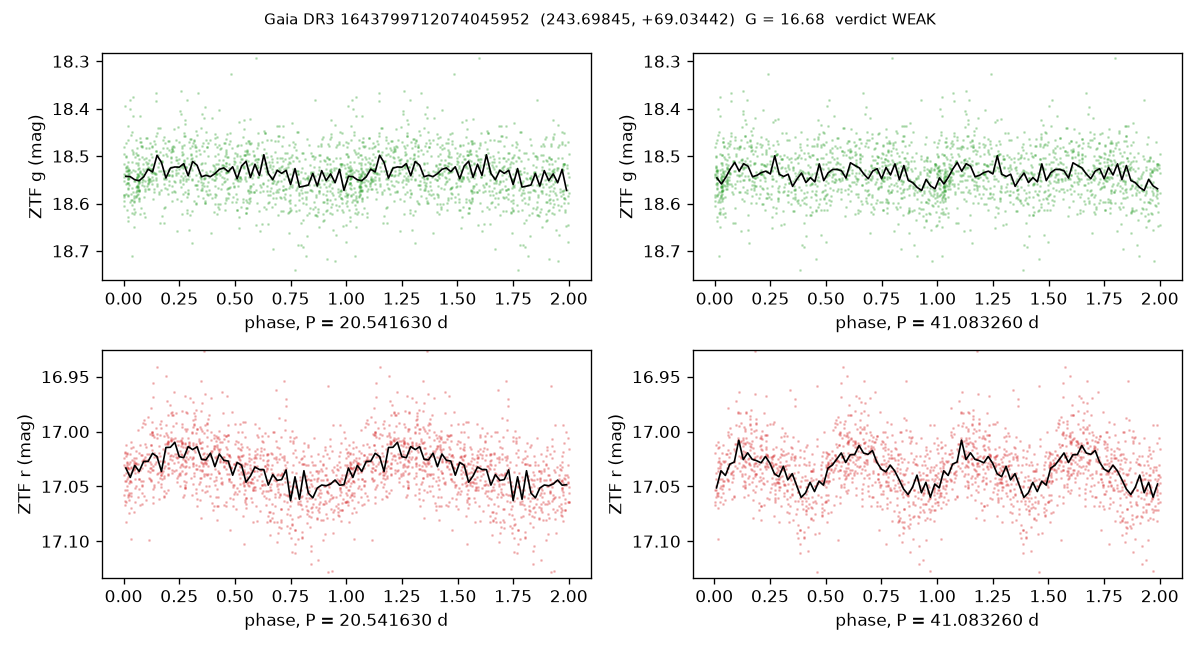 Gaia DR3 1643799712074045952 (243.69845, +69.03442) G = 16.68 verdict WEAK
ZTF g (mag)
18.3
18.4
18.5
18.6
18.7
0.00 0.25 0.50 0.75 1.00 1.25 1.50 1.75 2.00
phase, P = 20.541630 d
ZTF g (mag)
18.3
18.4
18.5
18.6
18.7
0.00 0.25 0.50 0.75 1.00 1.25 1.50 1.75 2.00
phase, P = 41.083260 d
ZTF r (mag)
16.95
17.00
17.05
17.10
0.00 0.25 0.50 0.75 1.00 1.25 1.50 1.75 2.00
phase, P = 20.541630 d
ZTF r (mag)
16.95
17.00
17.05
17.10
0.00 0.25 0.50 0.75 1.00 1.25 1.50 1.75 2.00
phase, P = 41.083260 d